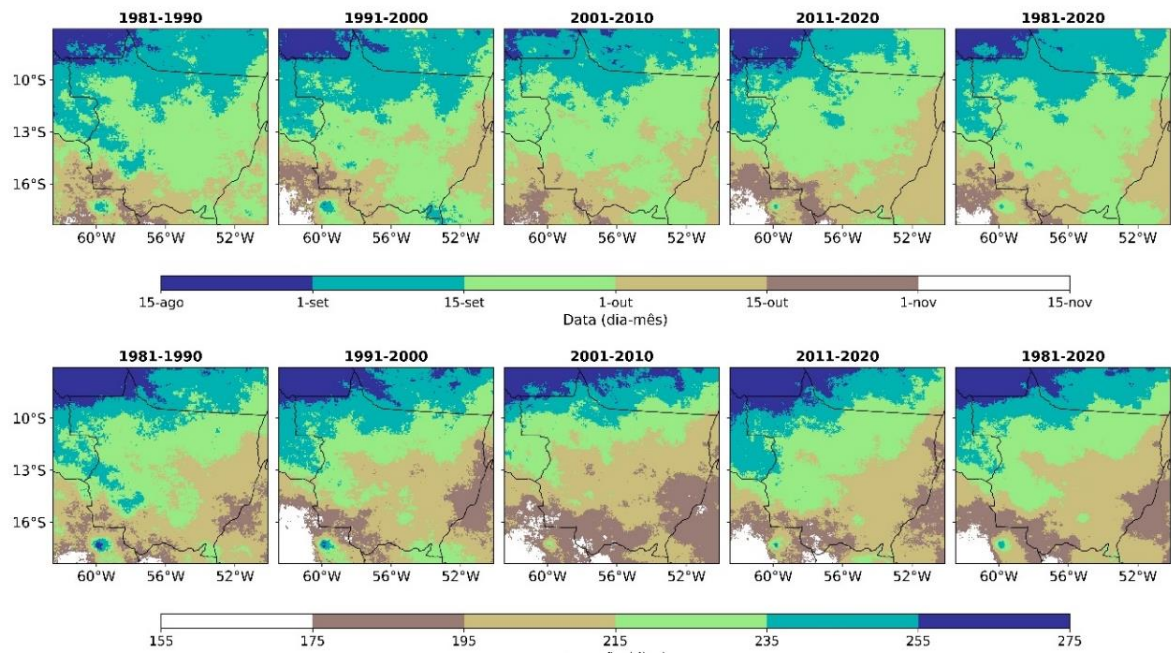 1981-1990 1991-2000 2001-2010 2011-2020 1981-2020
10°S
13°S
16°S
60°W 56°W 52°W 60°W 56°W 52°W 60°W 56°W 52°W 60°W 56°W 52°W 60°W 56°W 52°W
15-ago 1-set 15-set 1-out 15-out 1-nov 15-nov
Data (dia-mês)
1981-1990 1991-2000 2001-2010 2011-2020 1981-2020
10°S
13°S
16°S
60°W 56°W 52°W 60°W 56°W 52°W 60°W 56°W 52°W 60°W 56°W 52°W 60°W 56°W 52°W
155 175 195 215 235 255 275